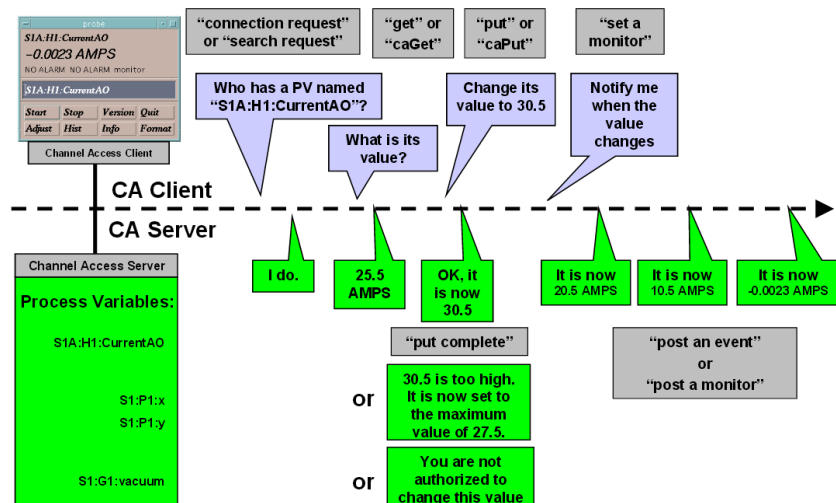 probe
S1A:H1:CurrentAO
-0.0023 AMPS
NO ALARM NO ALARM monitor
S1A:H1:CurrentAO
Start Stop Version Quit
Adjust Hist Info Format
Channel Access Client
“connection request”
or “search request”
“get” or
“caGet”
“put” or
“caPut”
“set a
monitor”
Who has a PV named
“S1A:H1:CurrentAO”?
What is its
value?
Change its
value to 30.5
Notify me
when the
value
changes
CA Client
CA Server
Channel Access Server
Process Variables:
S1A:H1:CurrentAO
S1:P1:x
S1:P1:y
S1:G1:vacuum
I do.
25.5
AMPS
OK, it
is now
30.5
It is now
20.5 AMPS
It is now
10.5 AMPS
It is now
-0.0023 AMPS
“put complete”
“post an event”
or
“post a monitor”
or
30.5 is too high.
It is now set to
the maximum
value of 27.5.
or
You are not
authorized to
change this value